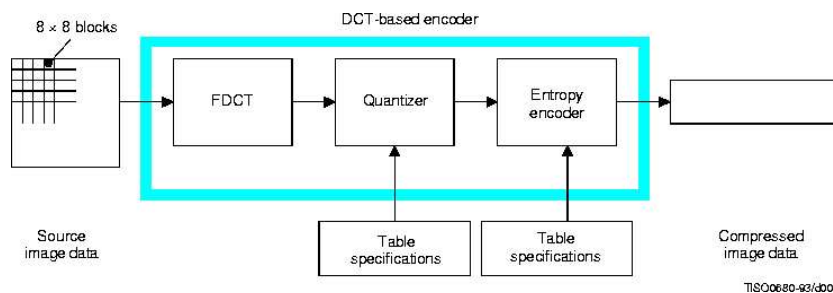 DCT-based encoder
8 × 8 blocks
FDCT
Quantizer
Entropy
encoder
Source
image data
Table
specifications
Table
specifications
Compressed
image data
TISO0680-93/d00